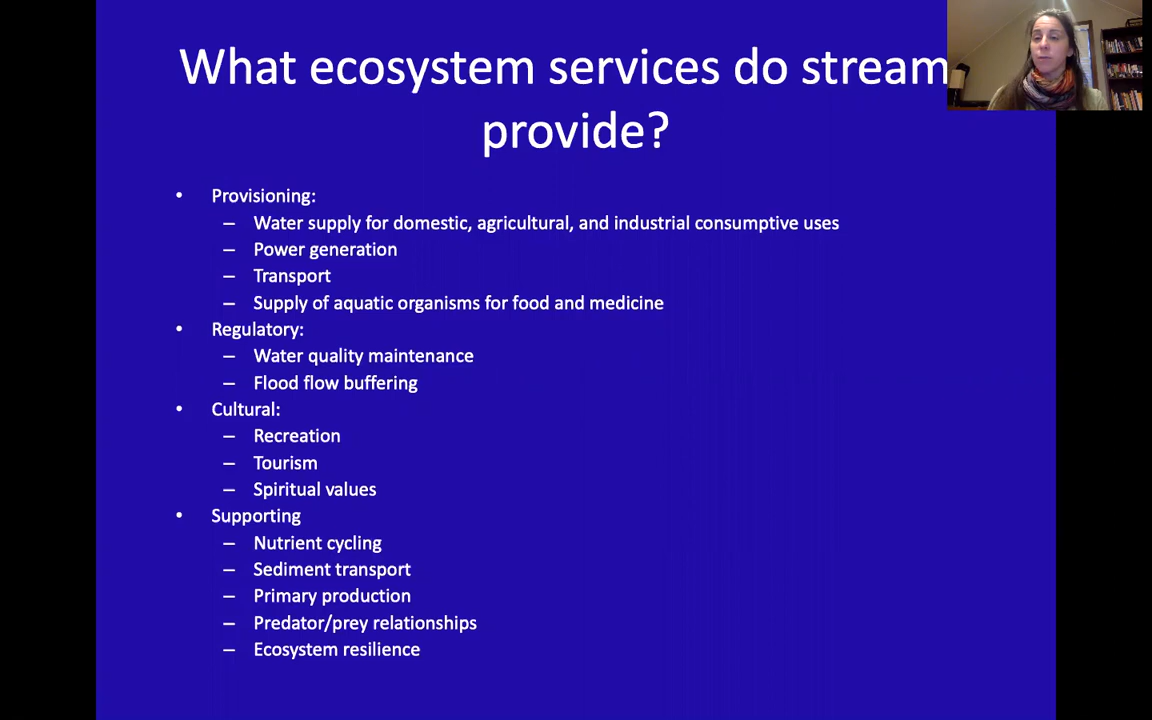 What ecosystem services do stream
provide?
• Provisioning:
– Water supply for domestic, agricultural, and industrial consumptive uses
– Power generation
– Transport
– Supply of aquatic organisms for food and medicine
• Regulatory:
– Water quality maintenance
– Flood flow buffering
• Cultural:
– Recreation
– Tourism
– Spiritual values
• Supporting
– Nutrient cycling
– Sediment transport
– Primary production
– Predator/prey relationships
– Ecosystem resilience